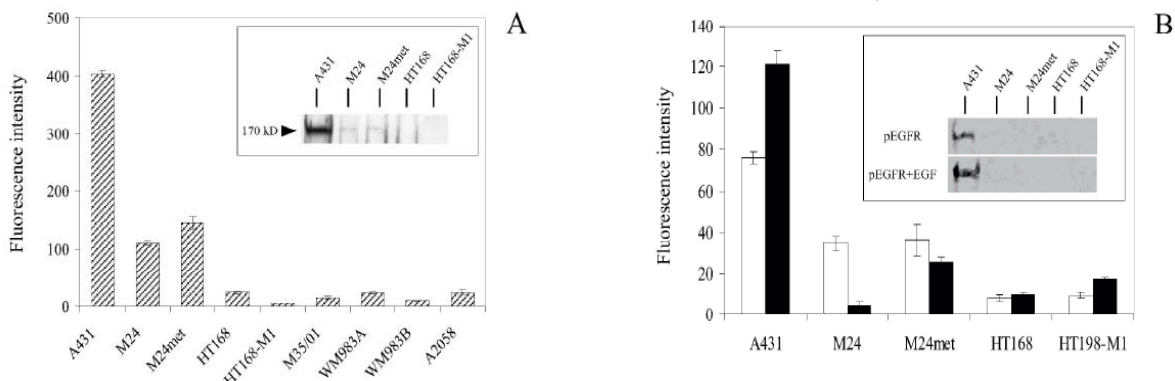 A
Fluorescence intensity
500
400
300
200
100
0
A431
M24
M24met
HT168
HT168-M1
M35/01
WM983A
WM983B
A2058
A431
M24
M24met
HT168
HT168-M1
170 kD
B
Fluorescence intensity
140
120
100
80
60
40
20
0
A431
M24
M24met
HT168
HT198-M1
A431
M24
M24met
HT168
HT168-M1
pEGFR
pEGFR+EGF